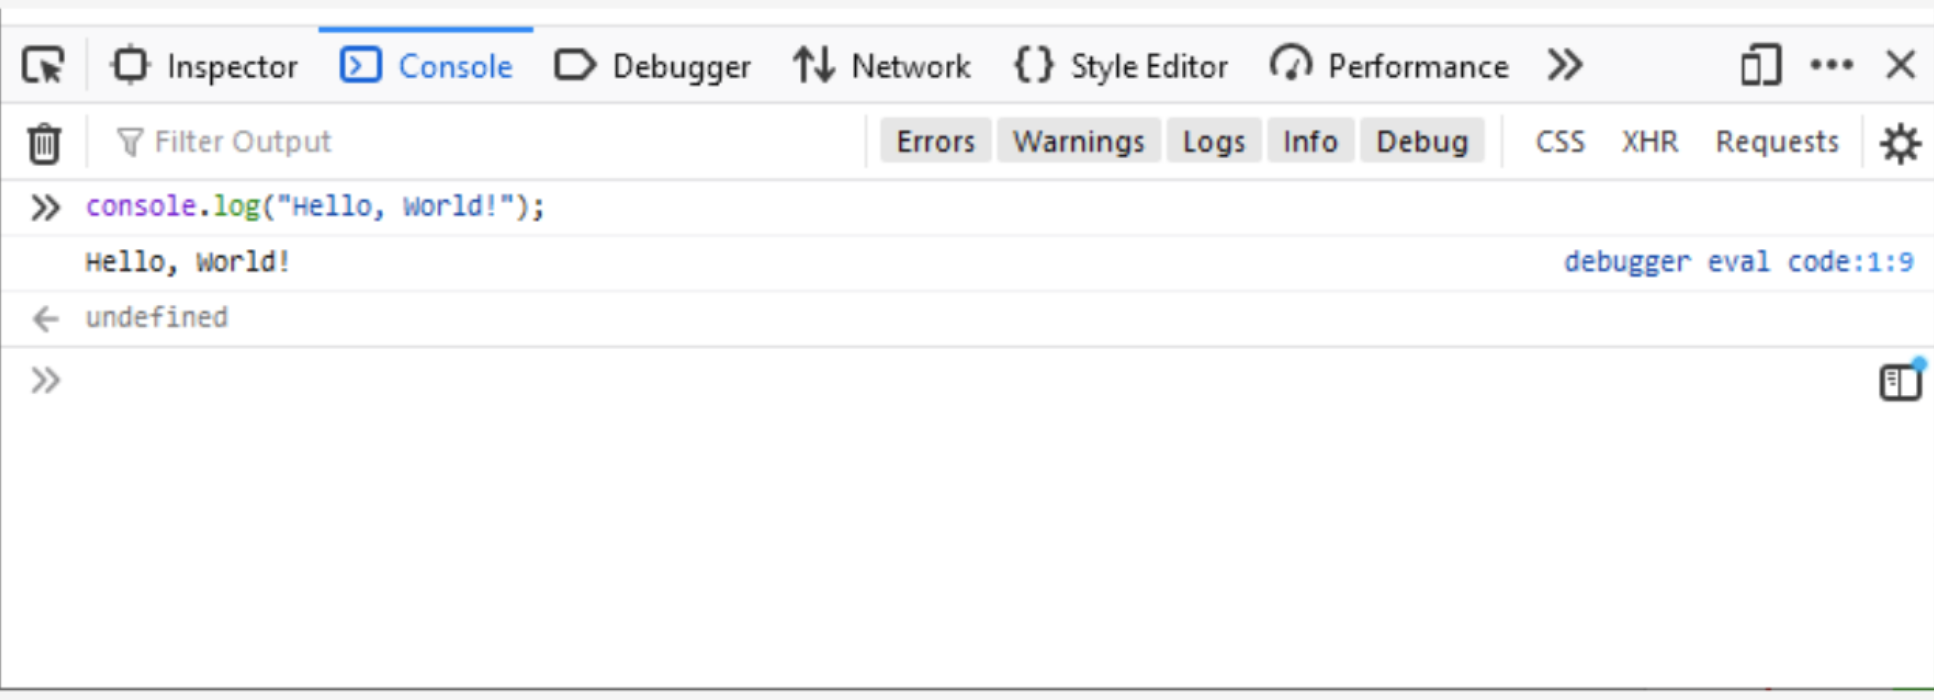 Inspector Console Debugger Network {} Style Editor Performance
Filter Output Errors Warnings Logs Info Debug CSS XHR Requests
console.log("Hello, World!");
Hello, World! debugger eval code:1:9
undefined